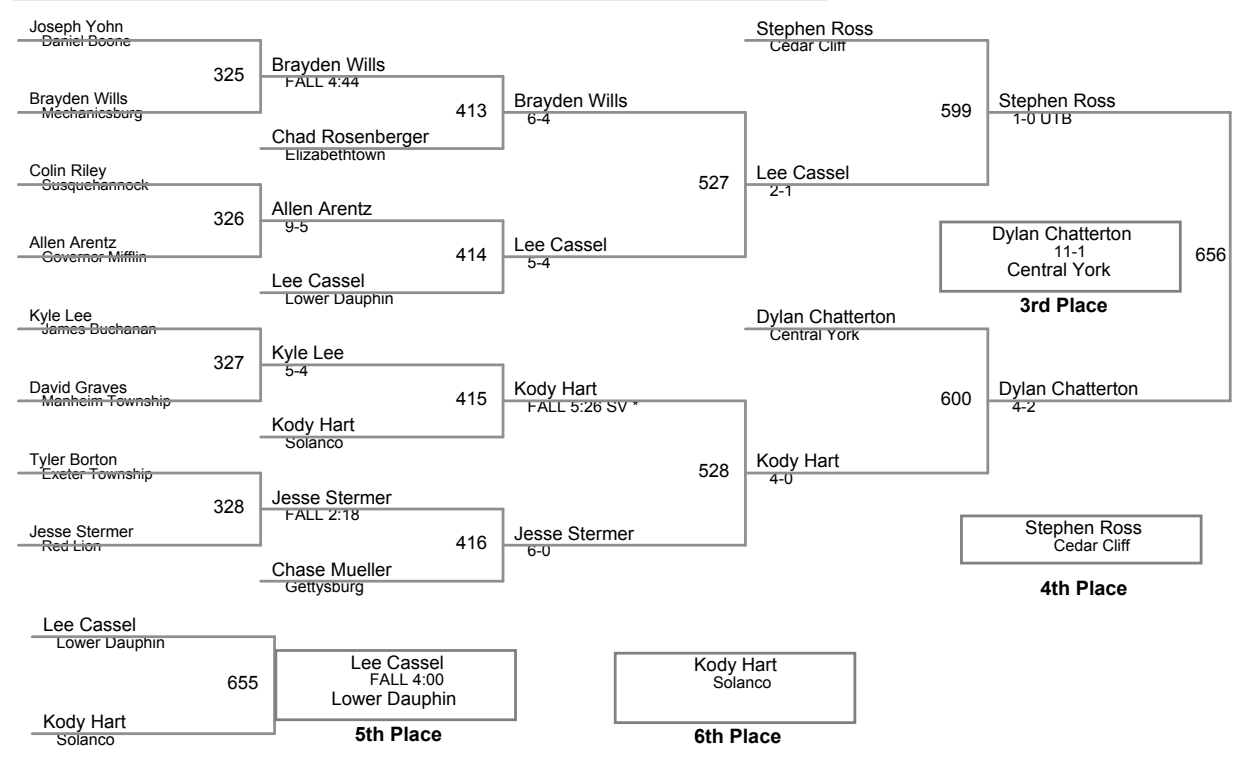 Joseph Yohn
Daniel Boone
325
Brayden Wills
Mechanicsburg
Colin Riley
Susquehannock
326
Allen Arentz
Governor Mifflin
Kyle Lee
James Buchanan
327
David Graves
Manheim Township
Tyler Borton
Exeter Township
328
Jesse Stermer
Red Lion
Brayden Wills
FALL 4:44
413
Chad Rosenberger
Elizabethtown
Allen Arentz
9-5
414
Lee Cassel
Lower Dauphin
Kyle Lee
5-4
415
Kody Hart
Solanco
Jesse Stermer
FALL 2:18
416
Chase Mueller
Gettysburg
Brayden Wills
6-4
527
Lee Cassel
5-4
Kody Hart
FALL 5:26 SV *
528
Jesse Stermer
6-0
Stephen Ross
Cedar Cliff
599
Lee Cassel
2-1
Dylan Chatterton
Central York
600
Kody Hart
4-0
Stephen Ross
1-0 UTB
656
Dylan Chatterton
4-2
Dylan Chatterton
11-1
Central York
3rd Place
Stephen Ross
Cedar Cliff
4th Place
Lee Cassel
Lower Dauphin
655
Kody Hart
Solanco
Lee Cassel
FALL 4:00
Lower Dauphin
5th Place
Kody Hart
Solanco
6th Place